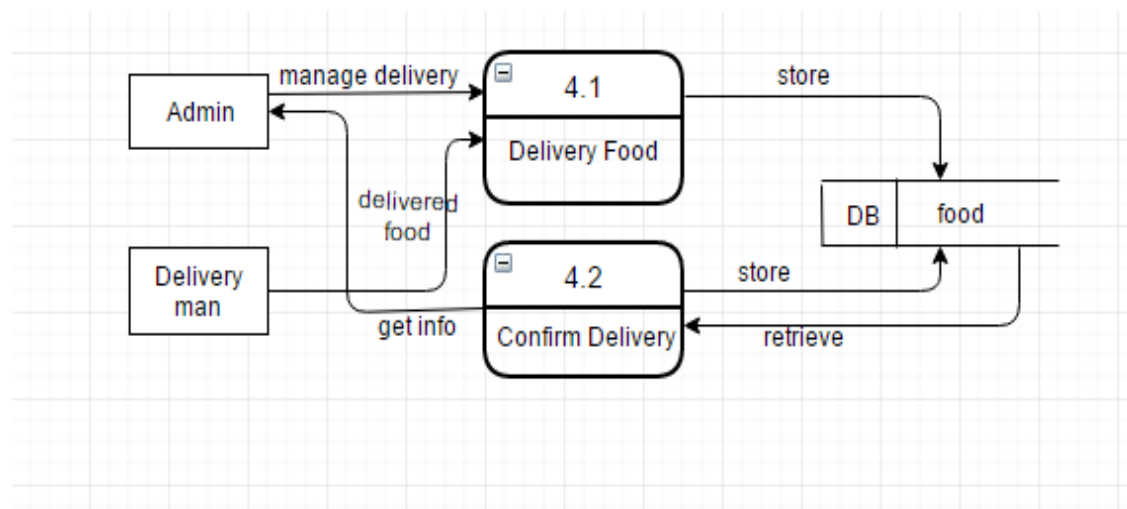 manage delivery
4.1
store
Admin
Delivery Food
delivered
food
DB
food
Delivery
man
4.2
store
get info
Confirm Delivery
retrieve